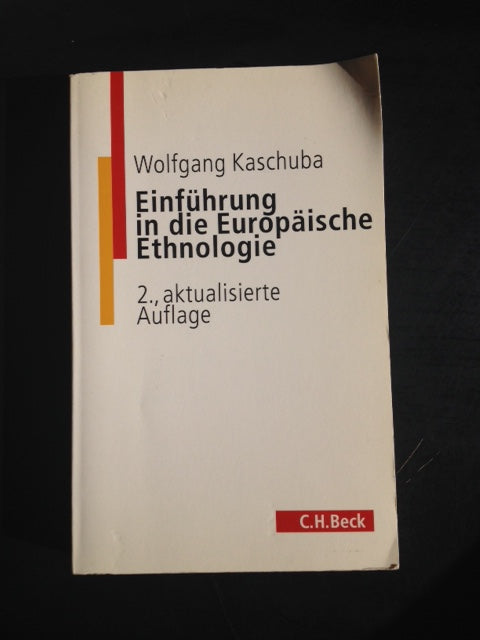 Wolfgang Kaschuba
Einführung
in die Europäische
Ethnologie
2., aktualisierte
Auflage
C.H.Beck